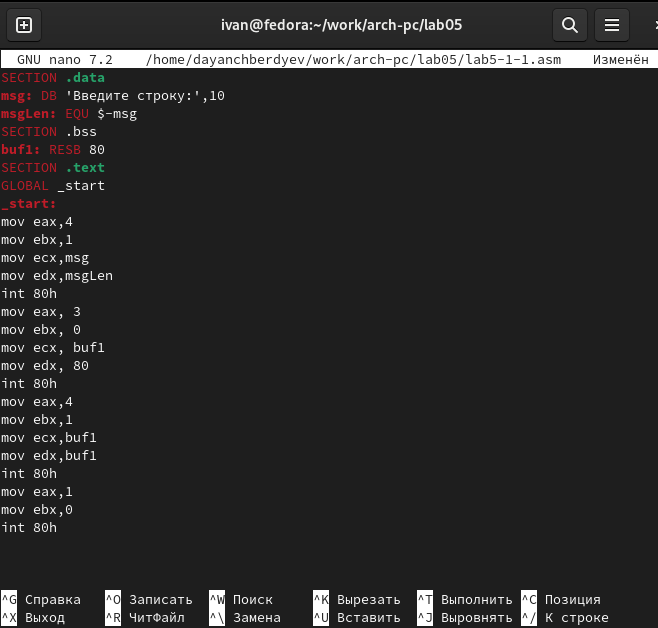 ivan@fedora:~/work/arch-pc/lab05
GNU nano 7.2 /home/dayanchberdyev/work/arch-pc/lab05/lab5-1-1.asm Изменён
SECTION .data
msg: DB 'Введите строку:',10
msgLen: EQU $-msg
SECTION .bss
buf1: RESB 80
SECTION .text
GLOBAL _start
_start:
mov eax,4
mov ebx,1
mov ecx,msg
mov edx,msgLen
int 80h
mov eax, 3
mov ebx, 0
mov ecx, buf1
mov edx, 80
int 80h
mov eax,4
mov ebx,1
mov ecx,buf1
mov edx,buf1
int 80h
mov eax,1
mov ebx,0
int 80h
^G Справка ^O Записать ^W Поиск ^K Вырезать ^T Выполнить ^C Позиция
^X Выход ^R ЧитФайл ^\ Замена ^U Вставить ^J Выровнять ^/ К строке